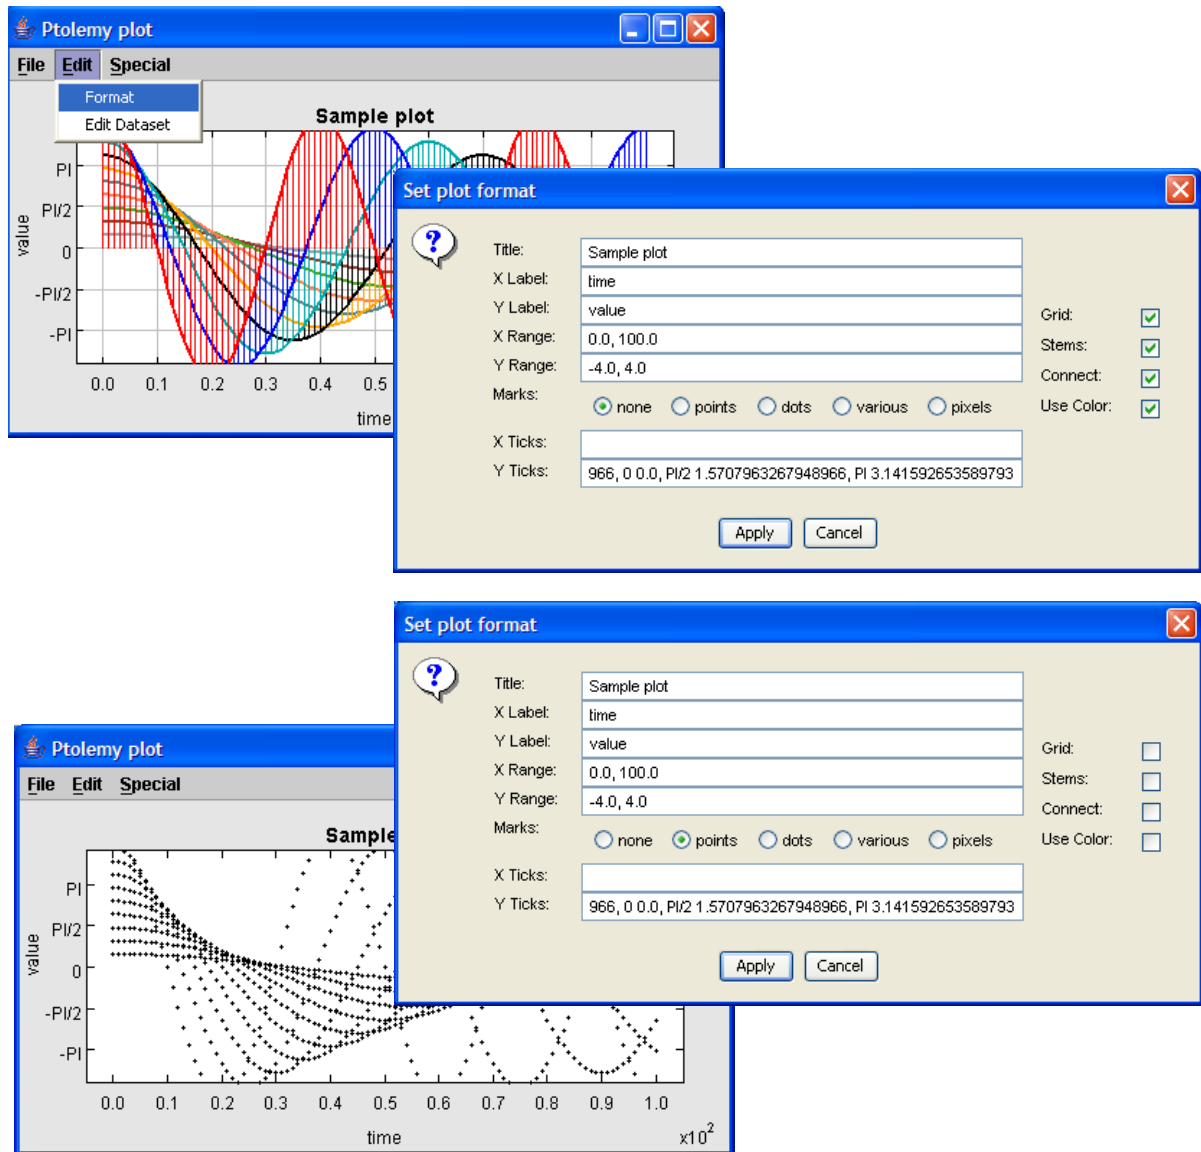 Ptolemy plot
File Edit Special
Format
Edit Dataset
Sample plot
PI
PI/2
0
-PI/2
-PI
value
0.0 0.1 0.2 0.3 0.4 0.5
time
Set plot format
?
Title: Sample plot
X Label: time
Y Label: value
X Range: 0.0, 100.0
Y Range: -4.0, 4.0
Marks: none points dots various pixels
X Ticks:
Y Ticks: 966, 0 0.0, PI/2 1.5707963267948966, PI 3.141592653589793
Grid:
Stems:
Connect:
Use Color:
Apply Cancel
Set plot format
?
Title: Sample plot
X Label: time
Y Label: value
X Range: 0.0, 100.0
Y Range: -4.0, 4.0
Marks: none points dots various pixels
X Ticks:
Y Ticks: 966, 0 0.0, PI/2 1.5707963267948966, PI 3.141592653589793
Grid:
Stems:
Connect:
Use Color:
Apply Cancel
Ptolemy plot
File Edit Special
Sample
PI
PI/2
0
-PI/2
-PI
value
0.0 0.1 0.2 0.3 0.4 0.5 0.6 0.7 0.8 0.9 1.0
time
x10²